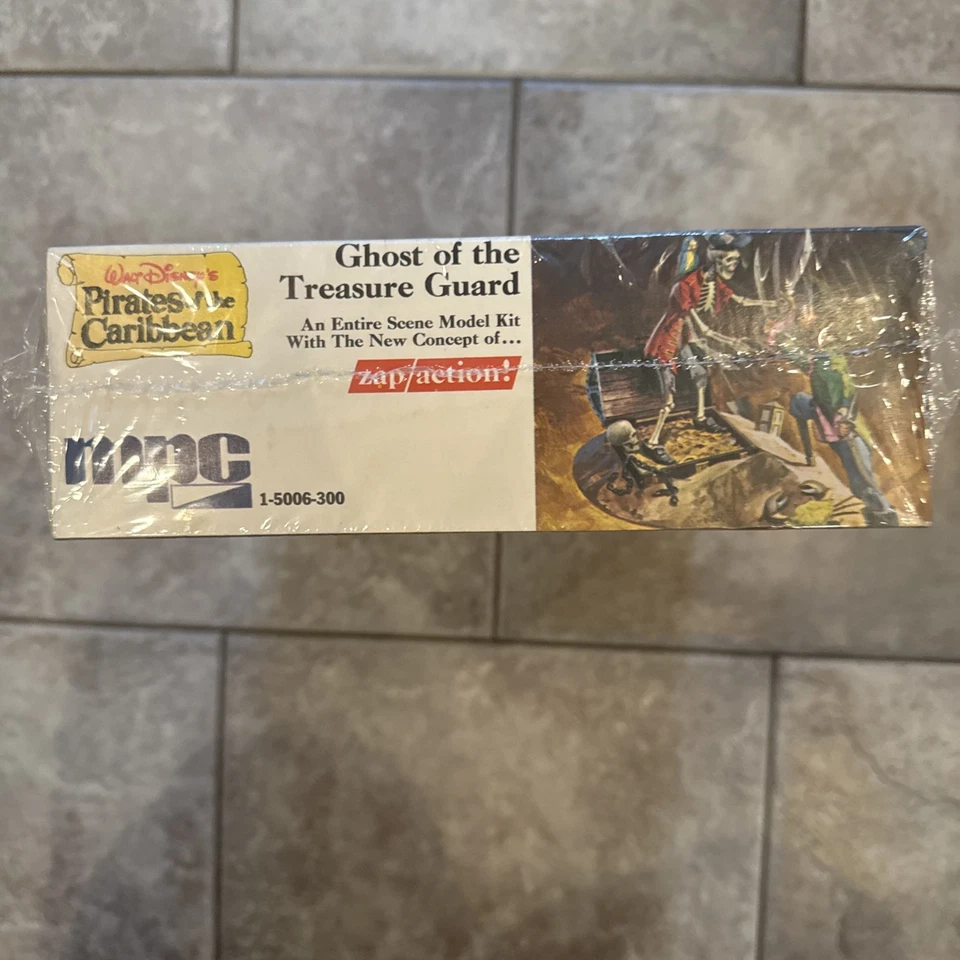 Walt Disney's
Pirates of the
Caribbean
Ghost of the
Treasure Guard
An Entire Scene Model Kit
With The New Concept of...
zap/action!
mpc
1-5006-300